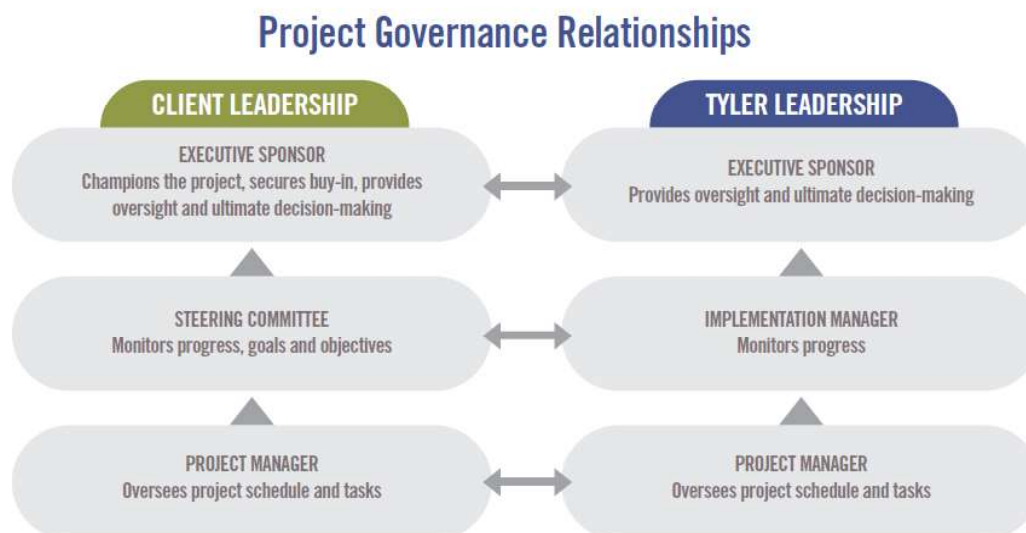 Project Governance Relationships
CLIENT LEADERSHIP
EXECUTIVE SPONSOR
Champions the project, secures buy-in, provides
oversight and ultimate decision-making
STEERING COMMITTEE
Monitors progress, goals and objectives
PROJECT MANAGER
Oversees project schedule and tasks
TYLER LEADERSHIP
EXECUTIVE SPONSOR
Provides oversight and ultimate decision-making
IMPLEMENTATION MANAGER
Monitors progress
PROJECT MANAGER
Oversees project schedule and tasks